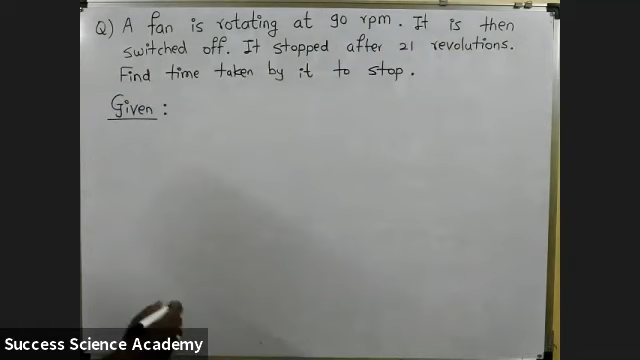 Q) A fan is rotating at 90 rpm. It is then
switched off. It stopped after 21 revolutions.
Find time taken by it to stop.
Given :
Success Science Academy